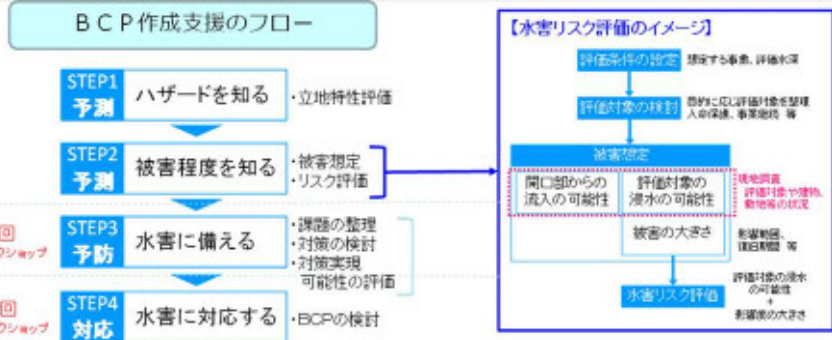 BCP作成支援のフロー
STEP1
予測
ハザードを知る
・立地特性評価
STEP2
予測
被害程度を知る
・被害想定
・リスク評価
回
クショップ
STEP3
予防
水害に備える
・課題の整理
・対策の検討
・対策実現
可能性の評価
回
クショップ
STEP4
対応
水害に対応する
・BCPの検討
【水害リスク評価のイメージ】
評価条件の設定
想定する事象、評価水深
評価対象の検討
目的に応じ評価対象を整理
人命保護、事業継続 等
被害想定
開口部からの
流入の可能性
評価対象の
浸水の可能性
現地調査
評価対象や建物、
敷地等の状況
被害の大きさ
影響範囲、
復旧期間 等
水害リスク評価
評価対象の浸水
の可能性
+
影響度の大きさ